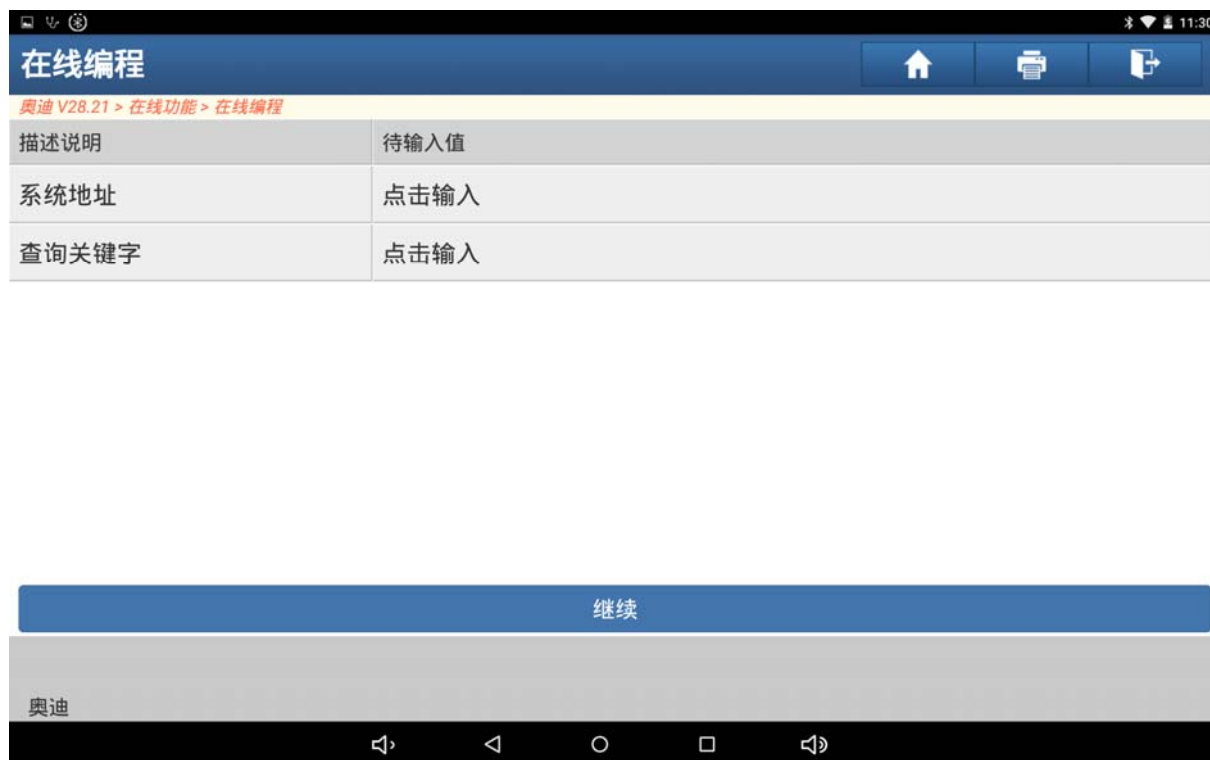 11:30
在线编程
奥迪 V28.21 > 在线功能 > 在线编程
描述说明 待输入值
系统地址 点击输入
查询关键字 点击输入
继续
奥迪